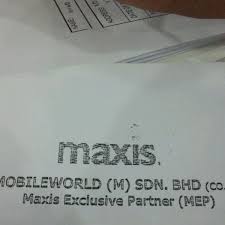 maxis.
MOBILEWORLD (M) SDN. BHD (CO.
Maxis Exclusive Partner (MEP)